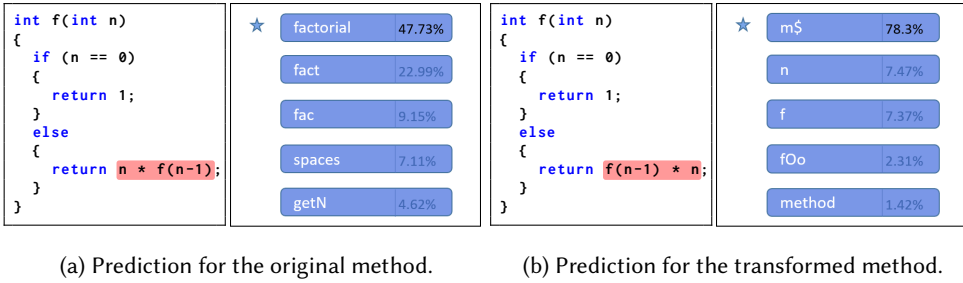 int f(int n)
{
if (n == 0)
{
return 1;
}
else
{
return n * f(n-1);
}
}
factorial 47.73%
fact 22.99%
fac 9.15%
spaces 7.11%
getN 4.62%
int f(int n)
{
if (n == 0)
{
return 1;
}
else
{
return f(n-1) * n;
}
}
m$ 78.3%
n 7.47%
f 7.37%
fOo 2.31%
method 1.42%
(a) Prediction for the original method.
(b) Prediction for the transformed method.